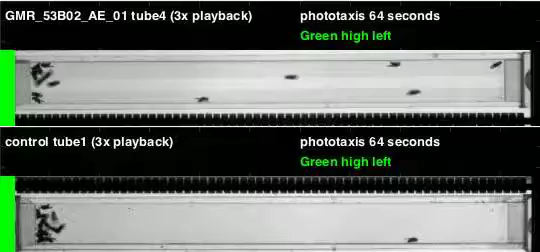 GMR_53B02_AE_01 tube4 (3x playback)
phototaxis 64 seconds
Green high left
control tube1 (3x playback)
phototaxis 64 seconds
Green high left